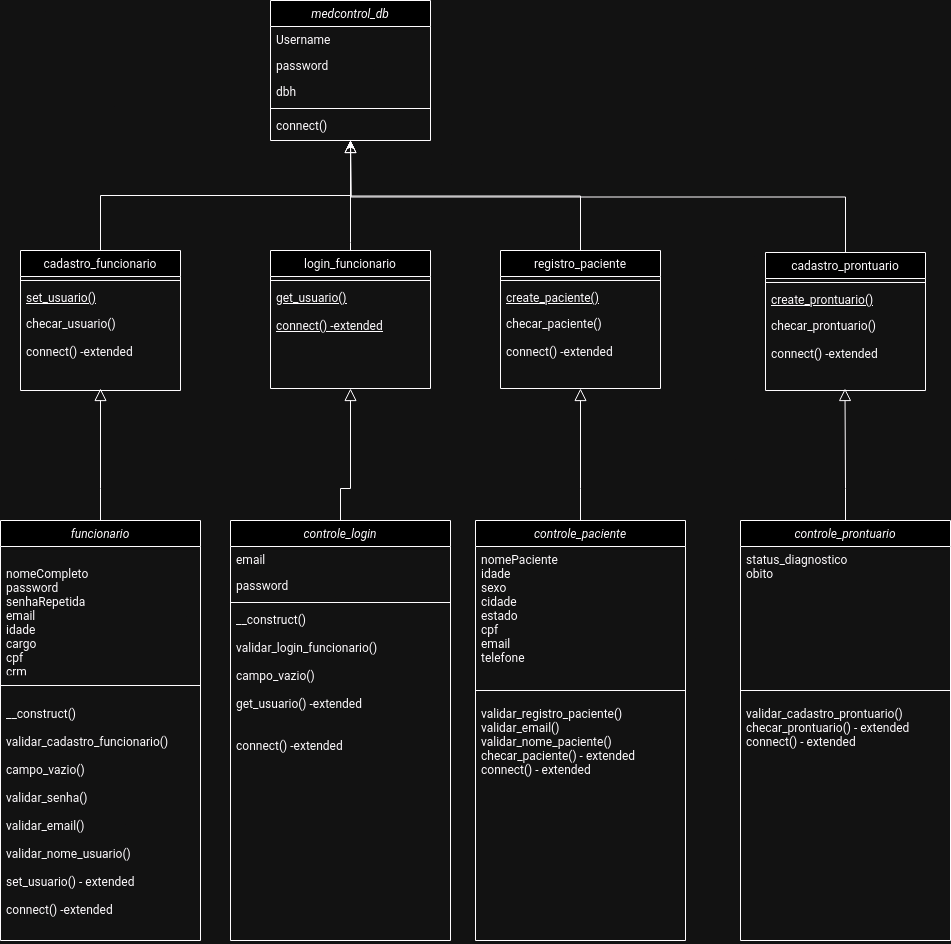 medcontrol_db
Username
password
dbh
connect()
cadastro_funcionario
set_usuario()
checar_usuario()
connect() -extended
login_funcionario
get_usuario()
connect() -extended
registro_paciente
create_paciente()
checar_paciente()
connect() -extended
cadastro_prontuario
create_prontuario()
checar_prontuario()
connect() -extended
funcionario
nomeCompleto
password
senhaRepetida
email
idade
cargo
cpf
crm
__construct()
validar_cadastro_funcionario()
campo_vazio()
validar_senha()
validar_email()
validar_nome_usuario()
set_usuario() - extended
connect() -extended
controle_login
email
password
__construct()
validar_login_funcionario()
campo_vazio()
get_usuario() -extended
connect() -extended
controle_paciente
nomePaciente
idade
sexo
cidade
estado
cpf
email
telefone
validar_registro_paciente()
validar_email()
validar_nome_paciente()
checar_paciente() - extended
connect() - extended
controle_prontuario
status_diagnostico
obito
validar_cadastro_prontuario()
checar_prontuario() - extended
connect() - extended